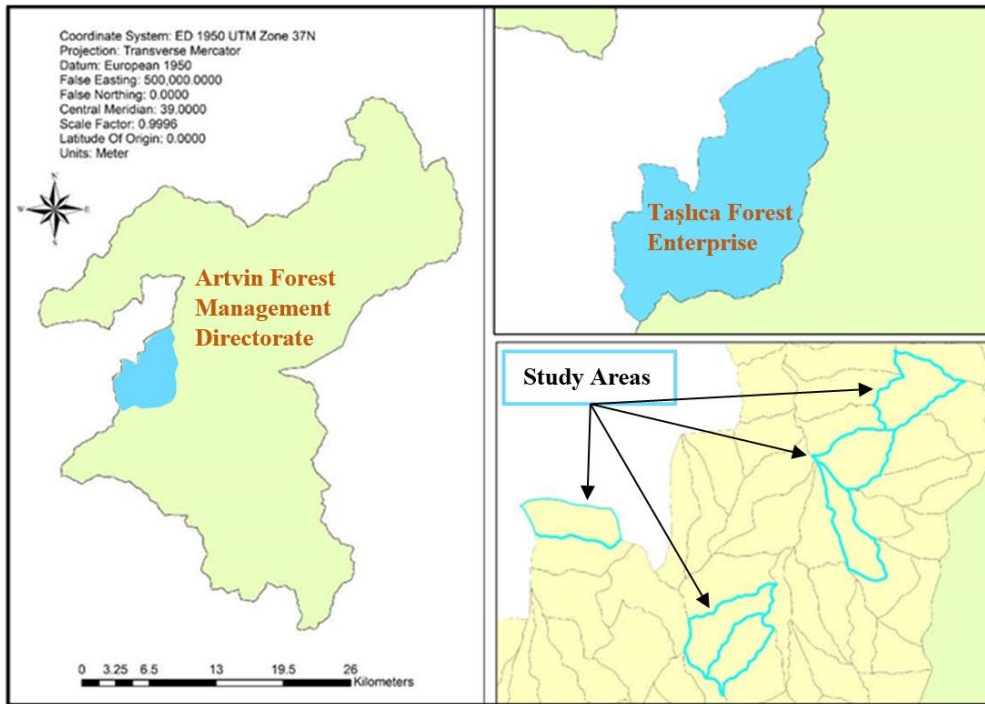 Coordinate System: ED 1950 UTM Zone 37N
Projection: Transverse Mercator
Datum: European 1950
False Easting: 500,000.0000
False Northing: 0.0000
Central Meridian: 39.0000
Scale Factor: 0.9996
Latitude Of Origin: 0.0000
Units: Meter
N
W E
S
Artvin Forest
Management
Directorate
0 3.25 6.5 13 19.5 26
Kilometers
Taşlıca Forest
Enterprise
Study Areas